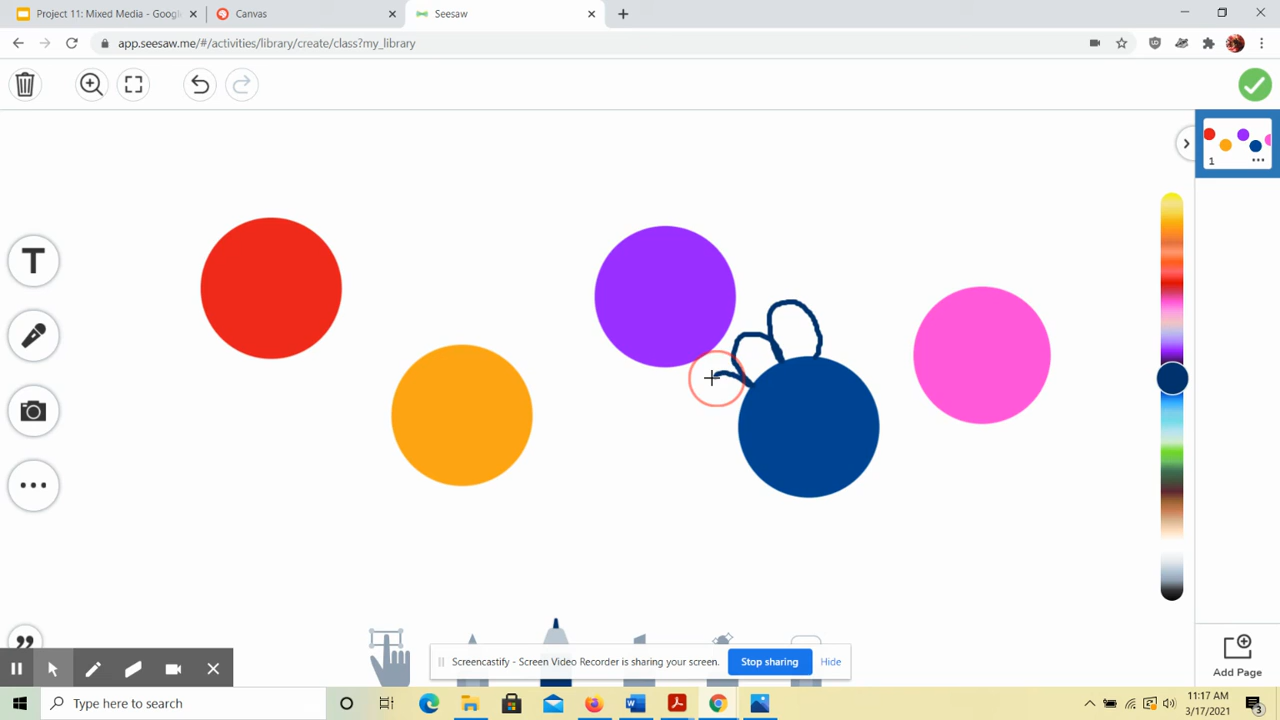 Project 11: Mixed Media - Googl
Canvas
Seesaw
app.seesaw.me/#/activities/library/create/class?my_library
T
1
Screencastify - Screen Video Recorder is sharing your screen.
Stop sharing
Hide
Add Page
Type here to search
11:17 AM
3/17/2021
3